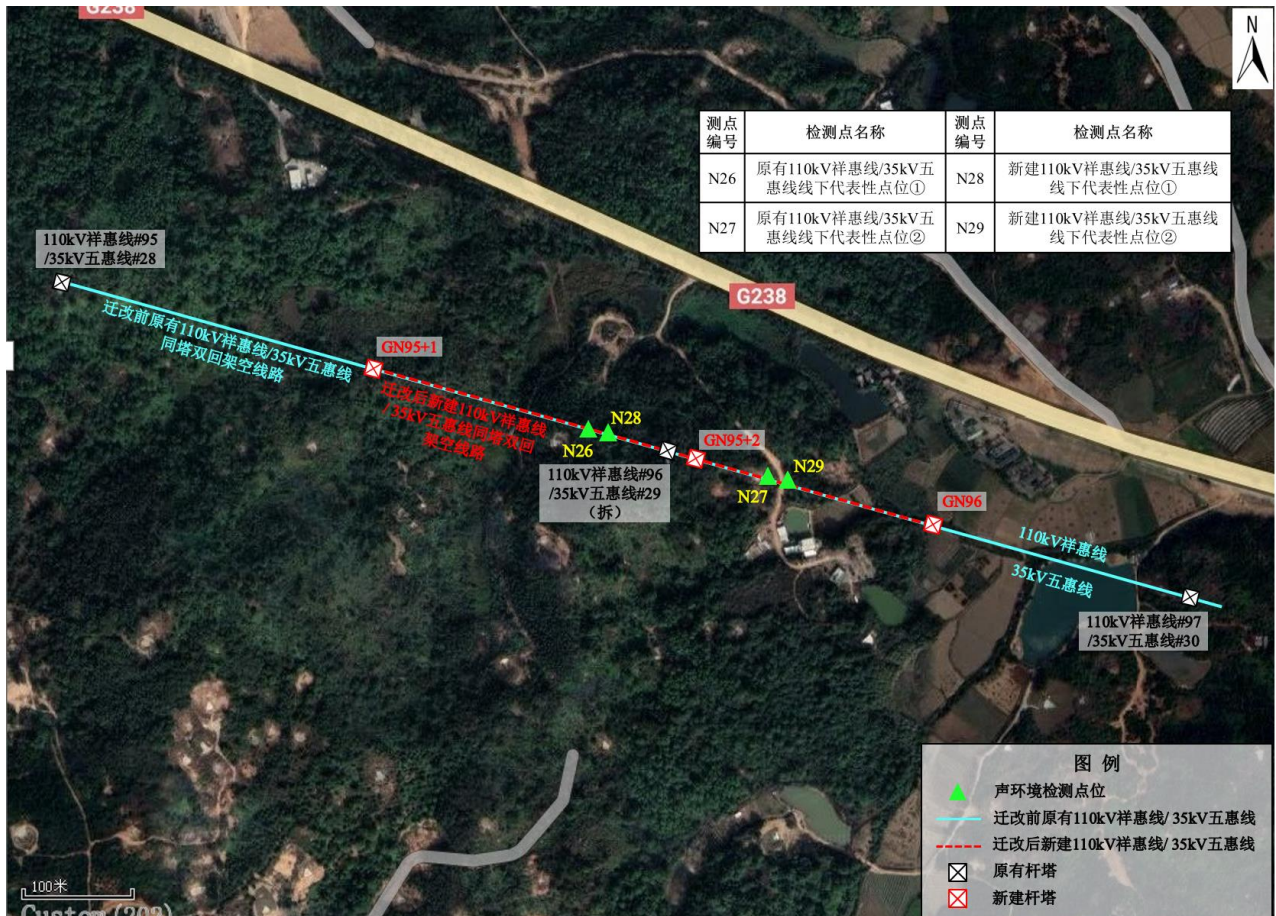 G238
N
测点
编号
检测点名称
测点
编号
检测点名称
N26
原有110kV祥惠线/35kV五
惠线线下代表性点位①
N28
新建110kV祥惠线/35kV五惠线
线下代表性点位①
N27
原有110kV祥惠线/35kV五
惠线线下代表性点位②
N29
新建110kV祥惠线/35kV五惠线
线下代表性点位②
110kV祥惠线#95
/35kV五惠线#28
G238
迁改前原有110kV祥惠线/35kV五惠线
同塔双回架空线路
GN95+1
迁改后新建110kV祥惠线
/35kV五惠线同塔双回
架空线路
N28
N26
GN95+2
110kV祥惠线#96
/35kV五惠线#29
（拆）
N29
N27
GN96
110kV祥惠线
35kV五惠线
110kV祥惠线#97
/35kV五惠线#30
图 例
声环境检测点位
迁改前原有110kV祥惠线/ 35kV五惠线
迁改后新建110kV祥惠线/ 35kV五惠线
原有杆塔
新建杆塔
100米